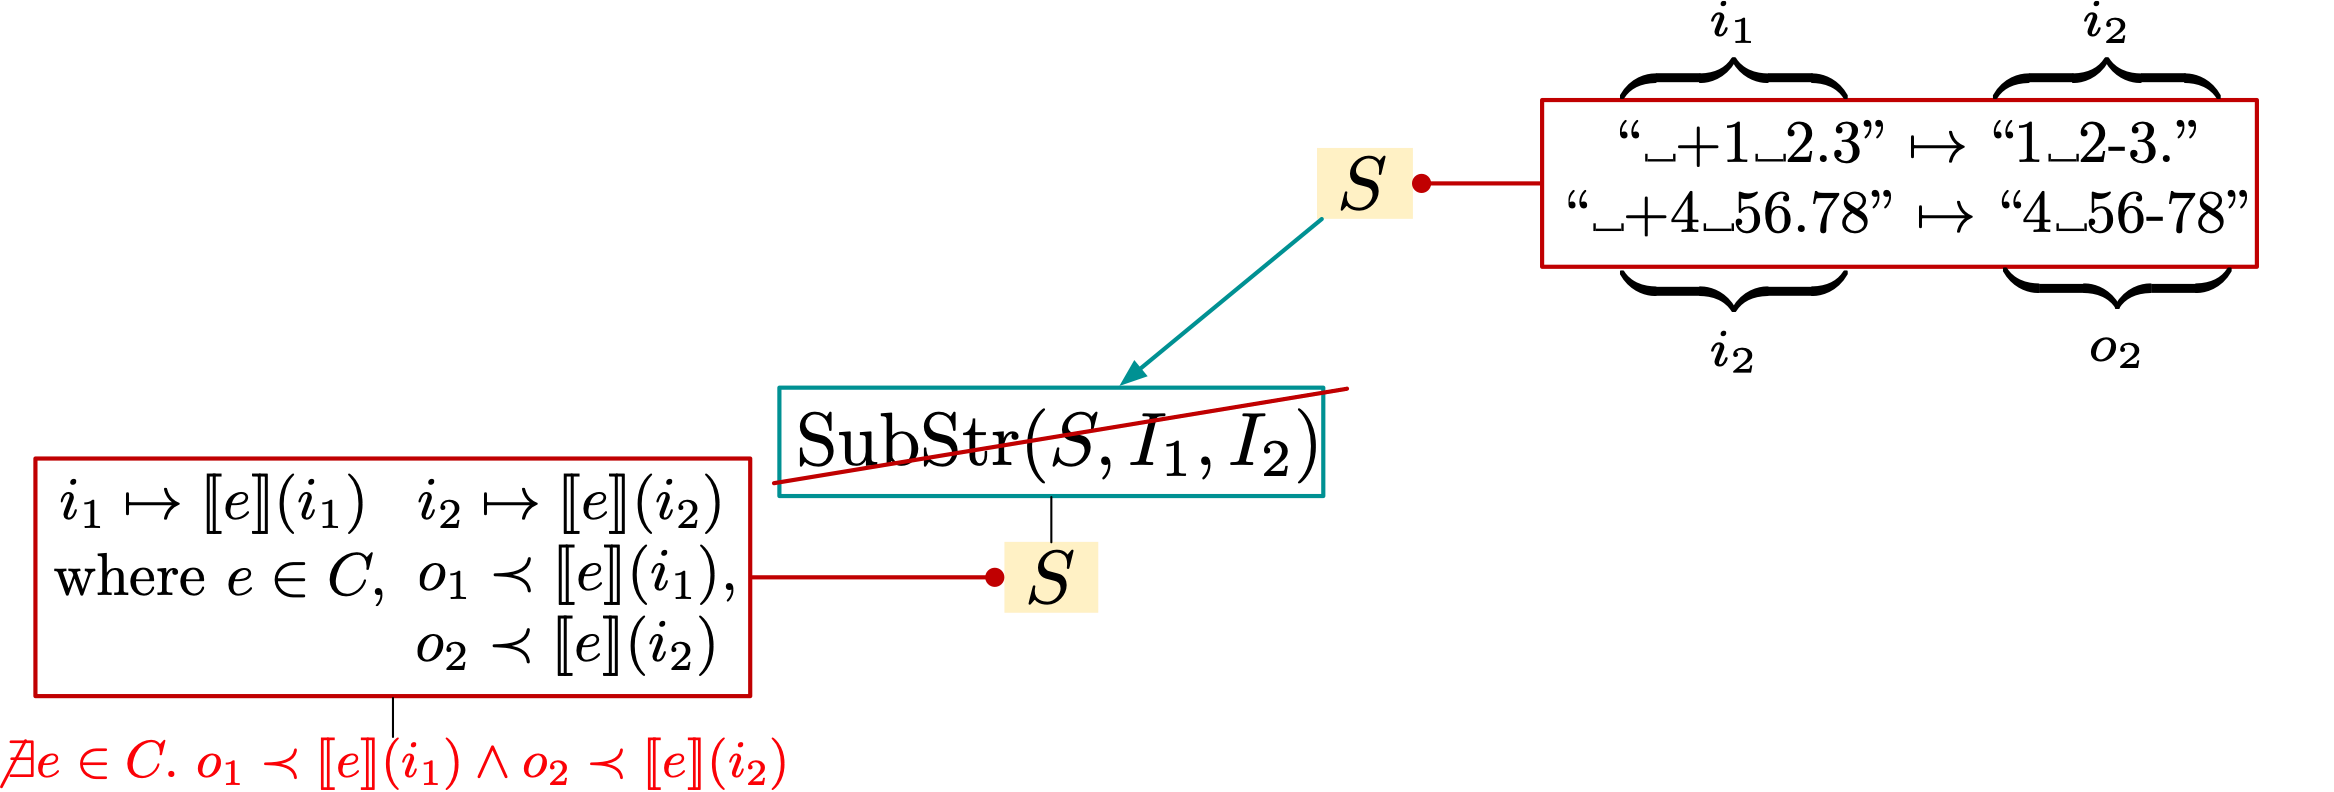 i₁ i₂
“␣+1␣2.3” ↦ “1␣2-3.”
S
“␣+4␣56.78” ↦ “4␣56-78”
i₂ o₂
SubStr(S, I₁, I₂)
i₁ ↦ ⟦e⟧(i₁) i₂ ↦ ⟦e⟧(i₂)
where e ∈ C, o₁ ≺ ⟦e⟧(i₁),
o₂ ≺ ⟦e⟧(i₂)
S
∄e ∈ C. o₁ ≺ ⟦e⟧(i₁) ∧ o₂ ≺ ⟦e⟧(i₂)